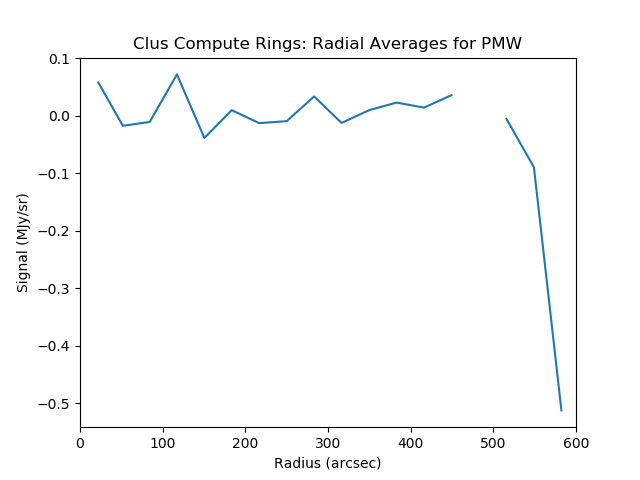 Clus Compute Rings: Radial Averages for PMW
0.1
0.0
−0.1
−0.2
−0.3
−0.4
−0.5
Signal (MJy/sr)
0 100 200 300 400 500 600
Radius (arcsec)